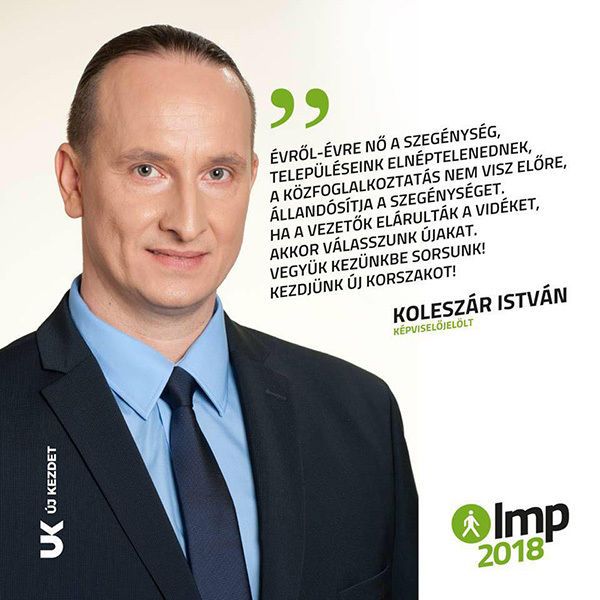 ”
ÉVRŐL-ÉVRE NŐ A SZEGÉNYSÉG,
TELEPÜLÉSEINK ELNÉPTELENEDNEK,
A KÖZFOGLALKOZTATÁS NEM VISZ ELŐRE,
ÁLLANDÓSÍTJA A SZEGÉNYSÉGET.
HA A VEZETŐK ELÁRULTÁK A VIDÉKET,
AKKOR VÁLASSZUNK ÚJAKAT.
VEGYÜK KEZÜNKBE SORSUNK!
KEZDJÜNK ÚJ KORSZAKOT!
KOLESZÁR ISTVÁN
KÉPVISELŐJELÖLT
UK ÚJ KEZDET
lmp
2018